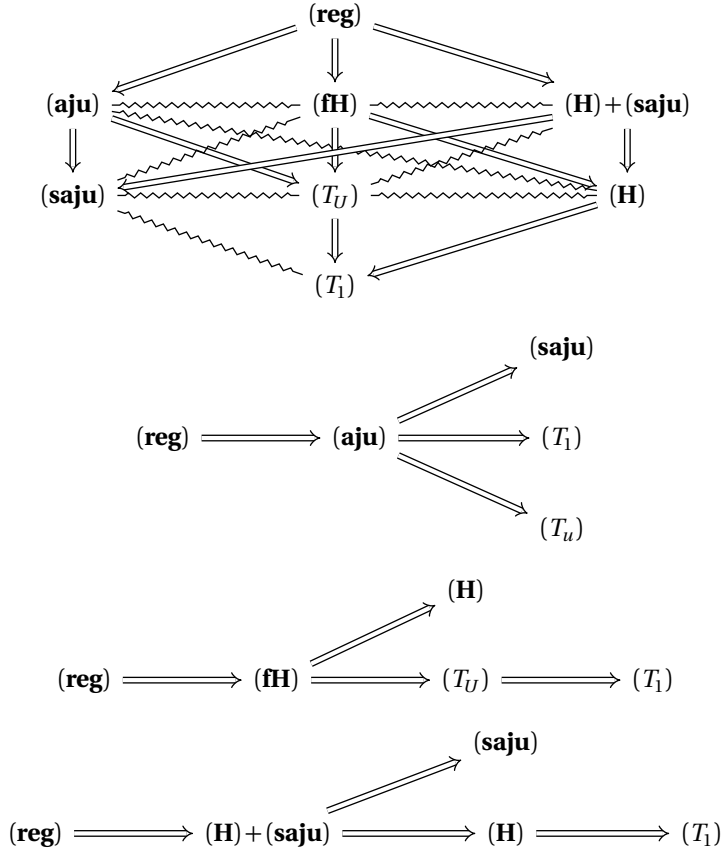 (reg)
(aju) (fH) (H)+(saju)
(saju) (T_U) (H)
(T_1)
(saju)
(reg) (aju) (T_1)
(T_u)
(H)
(reg) (fH) (T_U) (T_1)
(saju)
(reg) (H)+(saju) (H) (T_1)